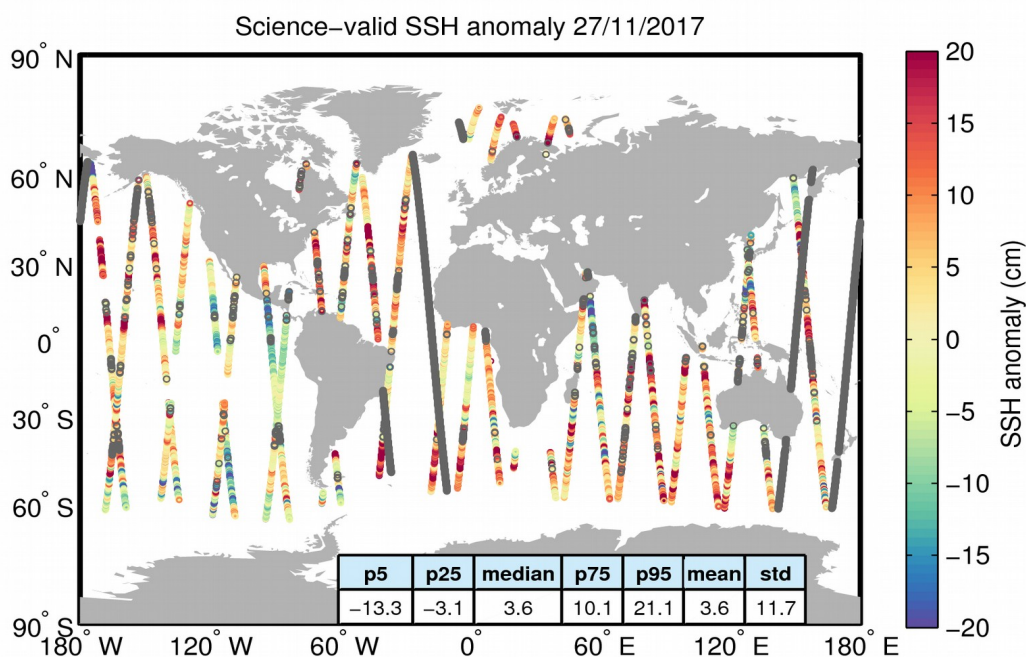 Science−valid SSH anomaly 27/11/2017
90° N
60° N
30° N
0°
30° S
60° S
90° S
180° W
120° W
60° W
0°
60° E
120° E
180° E
20
15
10
5
0
−5
−10
−15
−20
SSH anomaly (cm)
p5 p25 median p75 p95 mean std
−13.3 −3.1 3.6 10.1 21.1 3.6 11.7